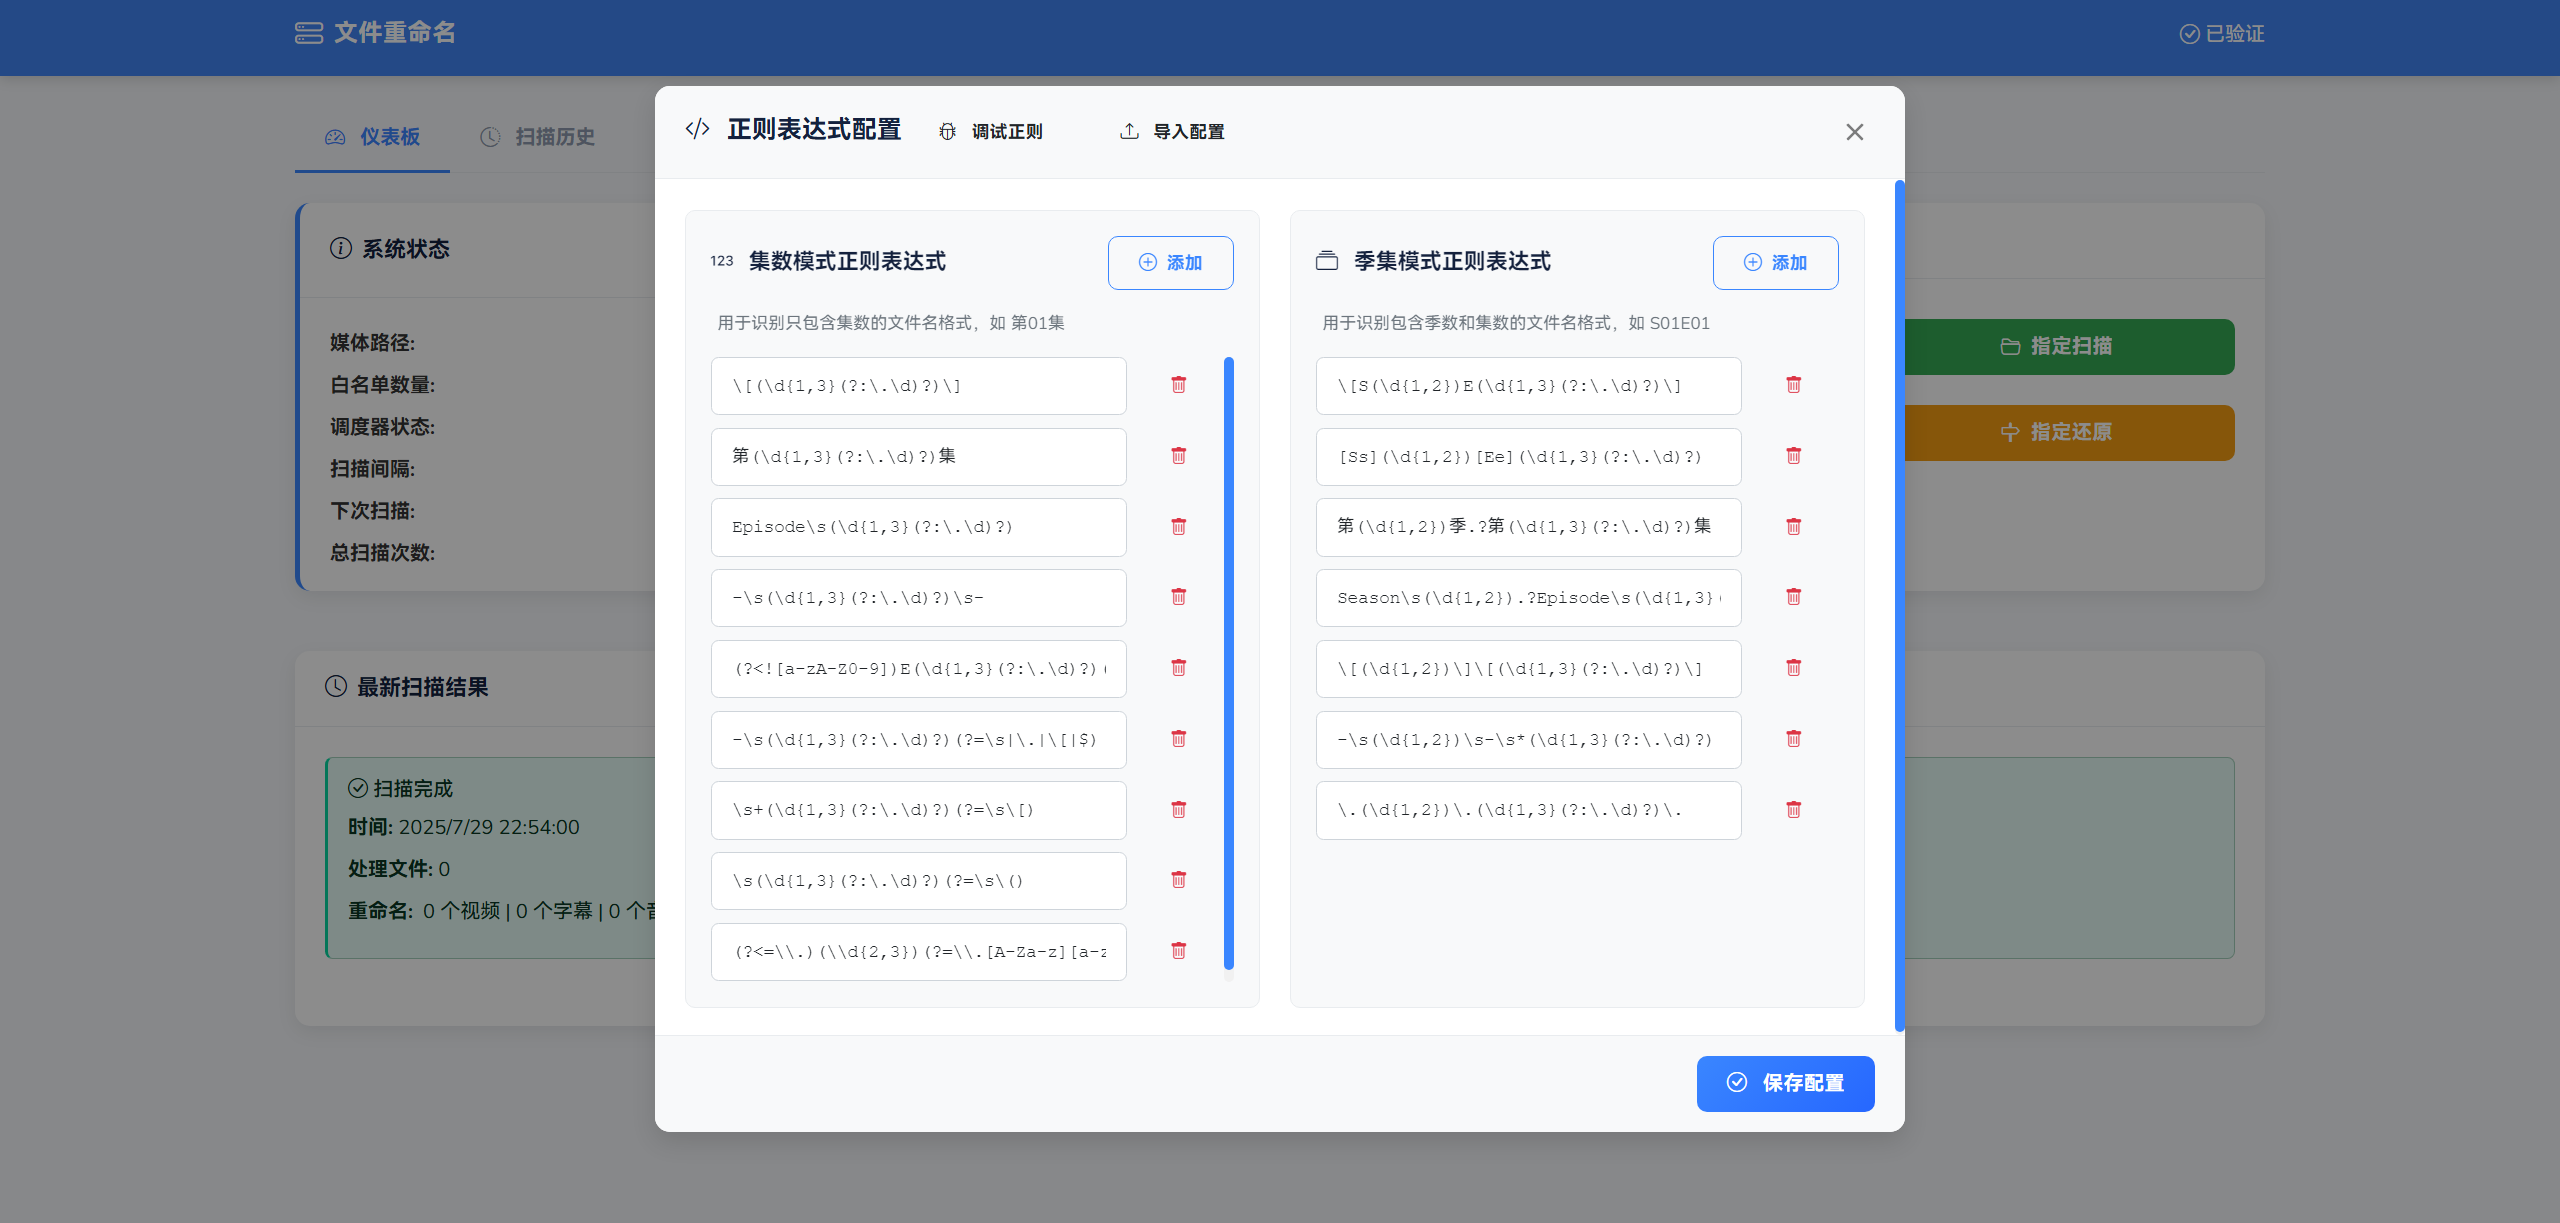 文件重命名
已验证
仪表板
扫描历史
系统状态
媒体路径:
白名单数量:
调度器状态:
扫描间隔:
下次扫描:
总扫描次数:
指定扫描
指定还原
最新扫描结果
扫描完成
时间: 2025/7/29 22:54:00
处理文件: 0
重命名: 0 个视频 | 0 个字幕 | 0 个
正则表达式配置
调试正则
导入配置
123 集数模式正则表达式
添加
用于识别只包含集数的文件名格式，如 第01集
\[(\d{1,3}(?:\.\d)?)\]
第(\d{1,3}(?:\.\d)?)集
Episode\s(\d{1,3}(?:\.\d)?)
-\s(\d{1,3}(?:\.\d)?)\s-
(?<![a-zA-Z0-9])E(\d{1,3}(?:\.\d)?)(
-\s(\d{1,3}(?:\.\d)?)(?=\s|\.|\[|$)
\s+(\d{1,3}(?:\.\d)?)(?=\s\[)
\s(\d{1,3}(?:\.\d)?)(?=\s\()
(?<=\\.)(\\d{2,3})(?=\\.[A-Za-z][a-z
季集模式正则表达式
添加
用于识别包含季数和集数的文件名格式，如 S01E01
\[S(\d{1,2})E(\d{1,3}(?:\.\d)?)\]
[Ss](\d{1,2})[Ee](\d{1,3}(?:\.\d)?)
第(\d{1,2})季.?第(\d{1,3}(?:\.\d)?)集
Season\s(\d{1,2}).?Episode\s(\d{1,3}(
\[(\d{1,2})\]\[(\d{1,3}(?:\.\d)?)\]
-\s(\d{1,2})\s-\s*(\d{1,3}(?:\.\d)?)
\.(\d{1,2})\.(\d{1,3}(?:\.\d)?)\.
保存配置